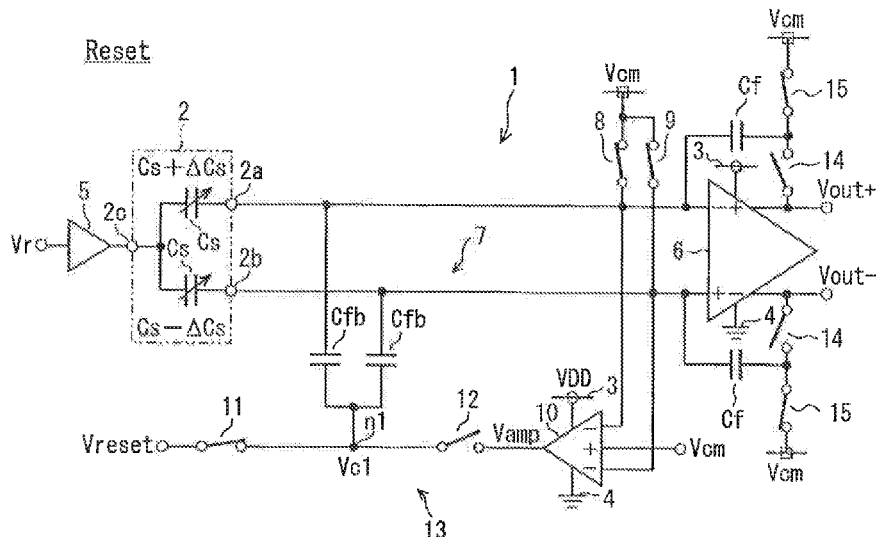 Reset
Vcm
15
1
Vcm
Cf
2
8
9
3
14
Cs+ΔCs
2a
Vout+
5
2c
Cs
Vr
Cs
7
6
2b
Vout-
Cs-ΔCs
Cfb
Cfb
4
14
VDD
3
Cf
11
12
n1
10
15
Vreset
Vamp
Vcm
Vc1
4
Vcm
13